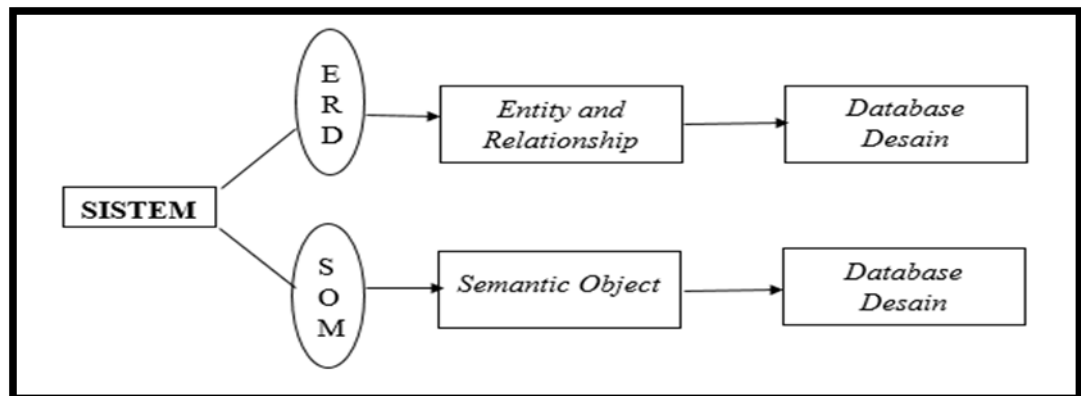 E
R
D
Entity and
Relationship
Database
Desain
SISTEM
S
O
M
Semantic Object
Database
Desain